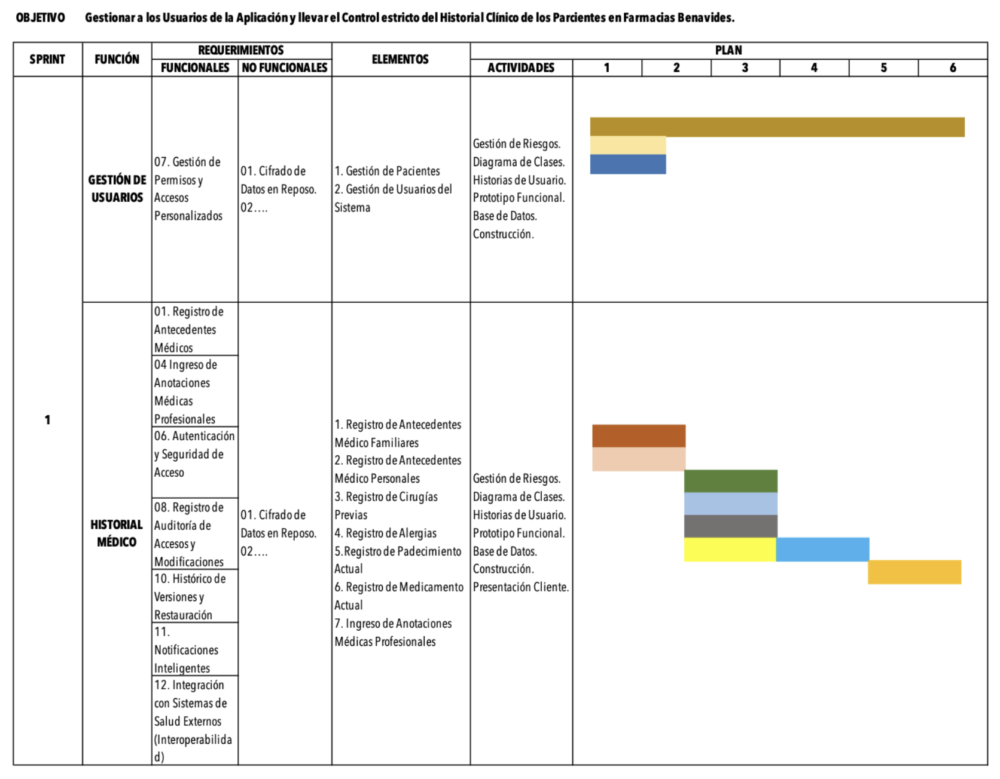 OBJETIVO Gestionar a los Usuarios de la Aplicación y llevar el Control estricto del Historial Clínico de los Parcientes en Farmacias Benavides.
SPRINT
FUNCIÓN
REQUERIMIENTOS
FUNCIONALES
NO FUNCIONALES
ELEMENTOS
PLAN
ACTIVIDADES
1
2
3
4
5
6
1
GESTIÓN DE
USUARIOS
07. Gestión de
Permisos y
Accesos
Personalizados
01. Cifrado de
Datos en Reposo.
02....
1. Gestión de Pacientes
2. Gestión de Usuarios del
Sistema
Gestión de Riesgos.
Diagrama de Clases.
Historias de Usuario.
Prototipo Funcional.
Base de Datos.
Construcción.
HISTORIAL
MÉDICO
01. Registro de
Antecedentes
Médicos
04 Ingreso de
Anotaciones
Médicas
Profesionales
06. Autenticación
y Seguridad de
Acceso
08. Registro de
Auditoría de
Accesos y
Modificaciones
10. Histórico de
Versiones y
Restauración
11.
Notificaciones
Inteligentes
12. Integración
con Sistemas de
Salud Externos
(Interoperabilida
d)
01. Cifrado de
Datos en Reposo.
02....
1. Registro de Antecedentes
Médico Familiares
2. Registro de Antecedentes
Médico Personales
3. Registro de Cirugías
Previas
4. Registro de Alergias
5.Registro de Padecimiento
Actual
6. Registro de Medicamento
Actual
7. Ingreso de Anotaciones
Médicas Profesionales
Gestión de Riesgos.
Diagrama de Clases.
Historias de Usuario.
Prototipo Funcional.
Base de Datos.
Construcción.
Presentación Cliente.